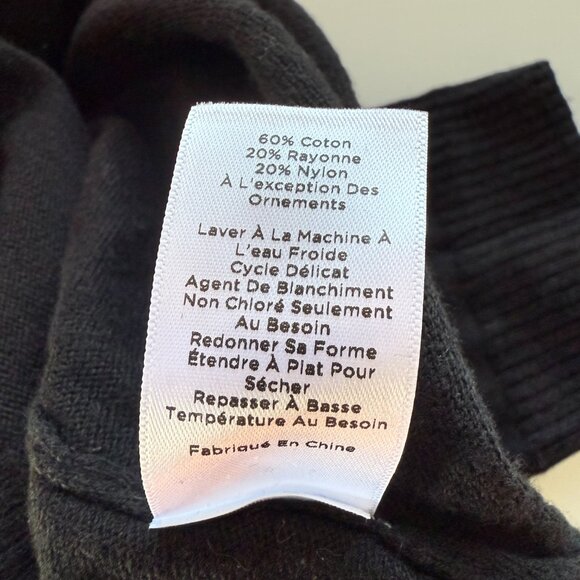 60% Coton
20% Rayonne
20% Nylon
À L'exception Des
Ornements
Laver À La Machine À
L'eau Froide
Cycle Délicat
Agent De Blanchiment
Non Chloré Seulement
Au Besoin
Redonner Sa Forme
Étendre À Plat Pour
Sécher
Repasser À Basse
Température Au Besoin
Fabriqué En Chine